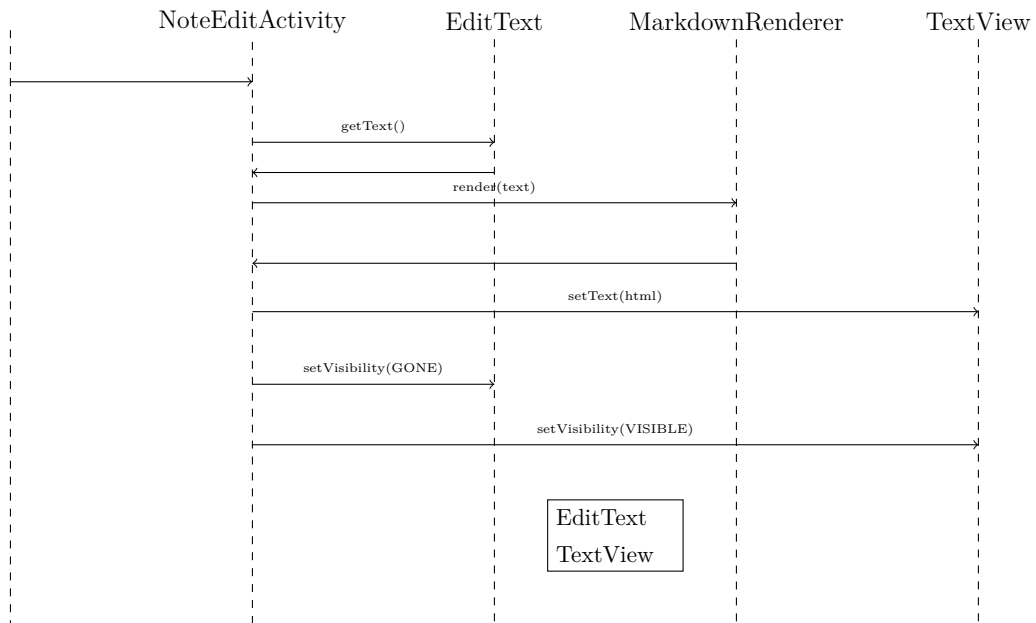 NoteEditActivity EditText MarkdownRenderer TextView
getText()
render(text)
setText(html)
setVisibility(GONE)
setVisibility(VISIBLE)
EditText
TextView